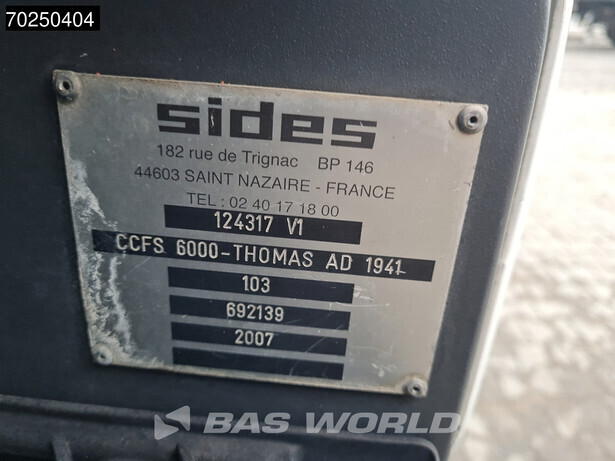 70250404
sides
182 rue de Trignac BP 146
44603 SAINT NAZAIRE - FRANCE
TEL : 02 40 17 18 00
124317 V1
CCFS 6000-THOMAS AD 1941
103
692139
2007
BAS WORLD